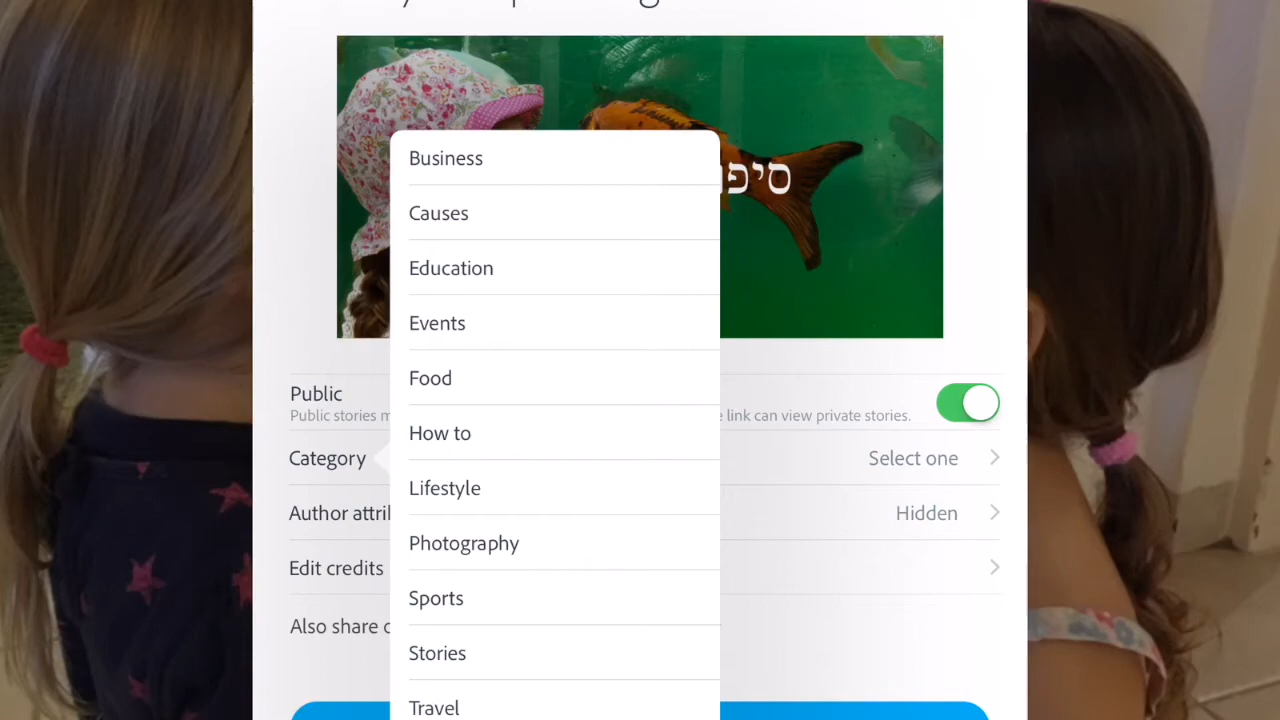 סיפו
Business
Causes
Education
Events
Food
How to
Lifestyle
Photography
Sports
Stories
Travel
Public
Public stories m
e link can view private stories.
Category
Select one
Author attri
Hidden
Edit credits
Also share